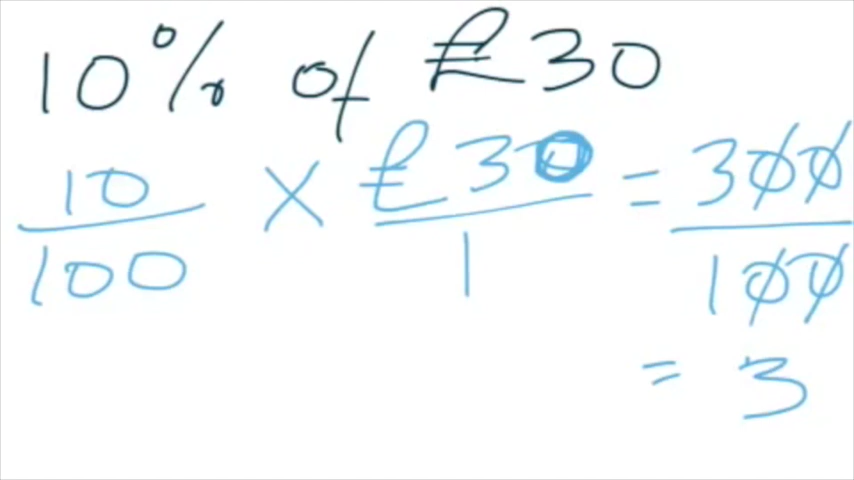 10% of £30
10/100 × £30/1 = 300/100
= 3